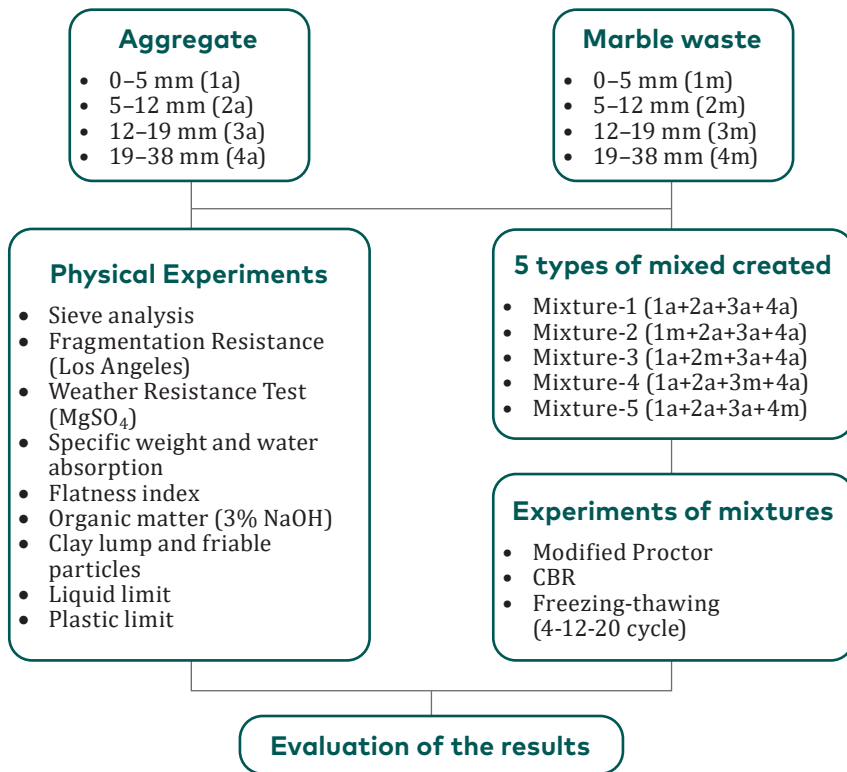 Aggregate
• 0–5 mm (1a)
• 5–12 mm (2a)
• 12–19 mm (3a)
• 19–38 mm (4a)
Marble waste
• 0–5 mm (1m)
• 5–12 mm (2m)
• 12–19 mm (3m)
• 19–38 mm (4m)
Physical Experiments
• Sieve analysis
• Fragmentation Resistance
(Los Angeles)
• Weather Resistance Test
(MgSO₄)
• Specific weight and water
absorption
• Flatness index
• Organic matter (3% NaOH)
• Clay lump and friable
particles
• Liquid limit
• Plastic limit
5 types of mixed created
• Mixture-1 (1a+2a+3a+4a)
• Mixture-2 (1m+2a+3a+4a)
• Mixture-3 (1a+2m+3a+4a)
• Mixture-4 (1a+2a+3m+4a)
• Mixture-5 (1a+2a+3a+4m)
Experiments of mixtures
• Modified Proctor
• CBR
• Freezing-thawing
(4-12-20 cycle)
Evaluation of the results